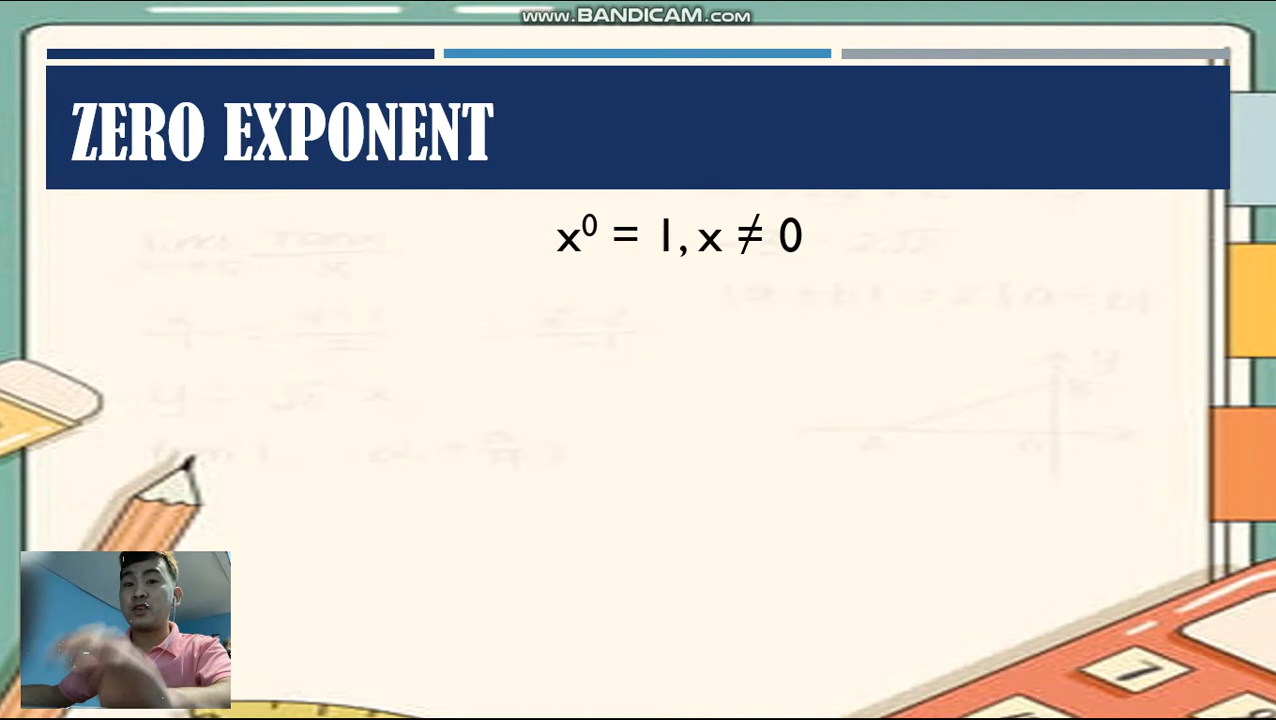 www.BANDICAM.com
ZERO EXPONENT
x⁰ = 1, x ≠ 0